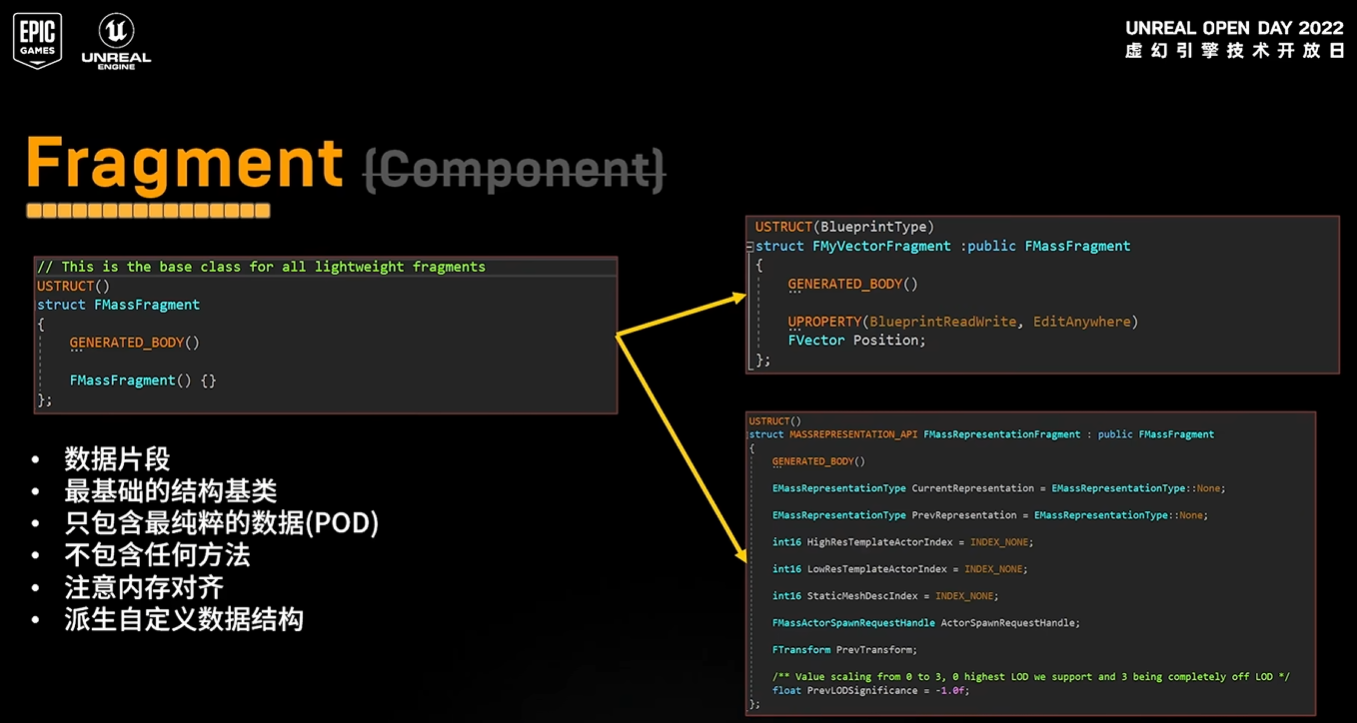 EPIC
GAMES
UNREAL
ENGINE
UNREAL OPEN DAY 2022
虚幻引擎技术开放日
Fragment (Component)
// This is the base class for all lightweight fragments
USTRUCT()
struct FMassFragment
{
GENERATED_BODY()
FMassFragment() {}
};
• 数据片段
• 最基础的结构基类
• 只包含最纯粹的数据(POD)
• 不包含任何方法
• 注意内存对齐
• 派生自定义数据结构
USTRUCT(BlueprintType)
struct FMyVectorFragment :public FMassFragment
{
GENERATED_BODY()
UPROPERTY(BlueprintReadWrite, EditAnywhere)
FVector Position;
};
USTRUCT()
struct MASSREPRESENTATION_API FMassRepresentationFragment : public FMassFragment
{
GENERATED_BODY()
EMassRepresentationType CurrentRepresentation = EMassRepresentationType::None;
EMassRepresentationType PrevRepresentation = EMassRepresentationType::None;
int16 HighResTemplateActorIndex = INDEX_NONE;
int16 LowResTemplateActorIndex = INDEX_NONE;
int16 StaticMeshDescIndex = INDEX_NONE;
FMassActorSpawnRequestHandle ActorSpawnRequestHandle;
FTransform PrevTransform;
/** Value scaling from 0 to 3, 0 highest LOD we support and 3 being completely off LOD */
float PrevLODSignificance = -1.0f;
};